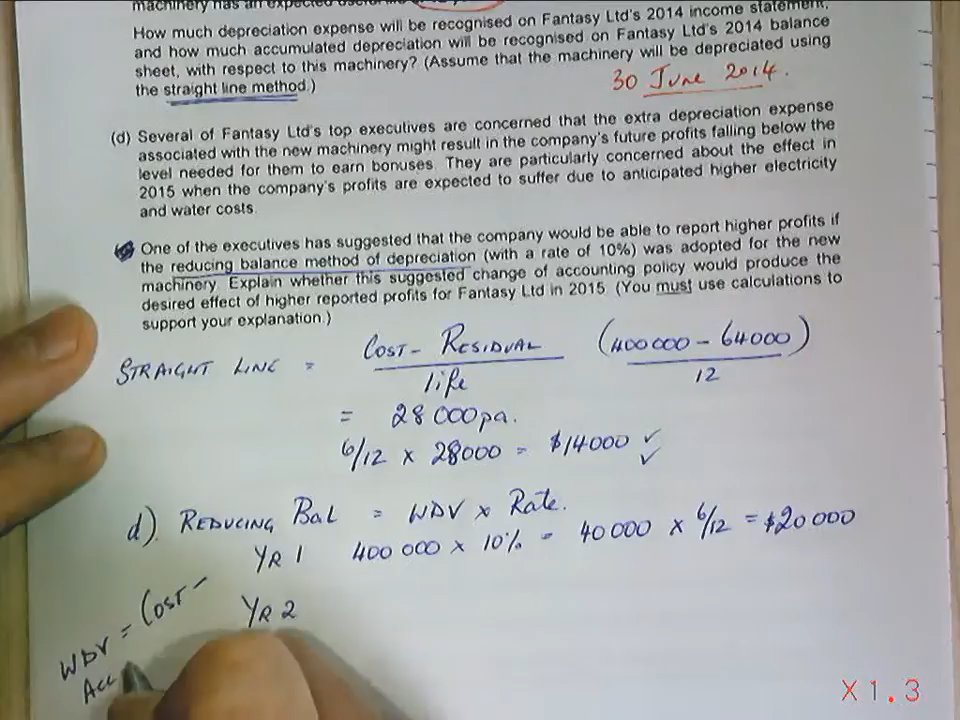 machinery has an expected useful
How much depreciation expense will be recognised on Fantasy Ltd's 2014 income statement,
and how much accumulated depreciation will be recognised on Fantasy Ltd's 2014 balance
sheet, with respect to this machinery? (Assume that the machinery will be depreciated using
the straight line method.)
30 June 2014.
(d) Several of Fantasy Ltd's top executives are concerned that the extra depreciation expense
associated with the new machinery might result in the company's future profits falling below the
level needed for them to earn bonuses. They are particularly concerned about the effect in
2015 when the company's profits are expected to suffer due to anticipated higher electricity
and water costs
One of the executives has suggested that the company would be able to report higher profits if
the reducing balance method of depreciation (with a rate of 10%) was adopted for the new
machinery. Explain whether this suggested change of accounting policy would produce the
desired effect of higher reported profits for Fantasy Ltd in 2015. (You must use calculations to
support your explanation.)
STRAIGHT LINE = COST - RESIDUAL (400000 - 64000)
life 12
= 28 000 pa.
6/12 x 28000 = $14000 ✓
✓
d). REDUCING BAL = WDV x Rate.
YR 1 400 000 x 10% = 40 000 x 6/12 = $20 000
YR 2
WDV = COST -
ACC
X1.3